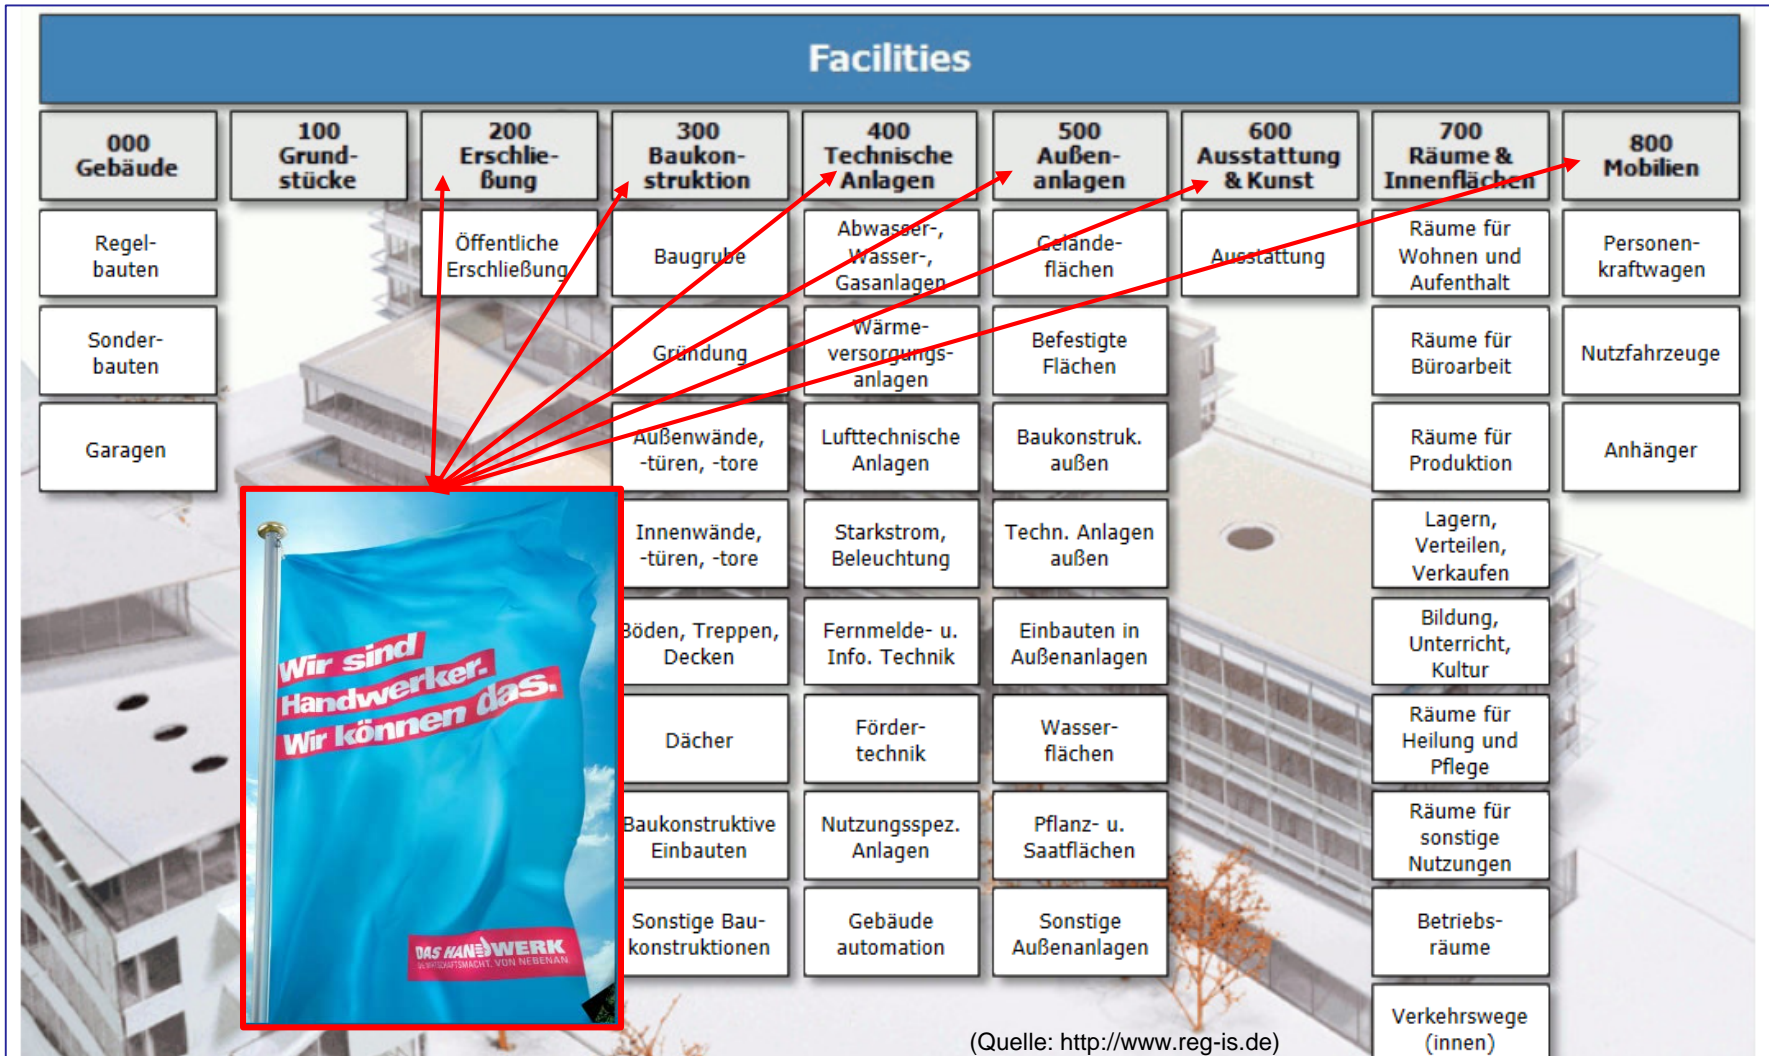 Facilities
000
Gebäude
100
Grund-
stücke
200
Erschlie-
ßung
300
Baukon-
struktion
400
Technische
Anlagen
500
Außen-
anlagen
600
Ausstattung
& Kunst
700
Räume &
Innenflächen
800
Mobilien
Regel-
bauten
Sonder-
bauten
Garagen
Öffentliche
Erschließung
Baugrube
Gründung
Außenwände,
-türen, -tore
Innenwände,
-türen, -tore
Böden, Treppen,
Decken
Dächer
Baukonstruktive
Einbauten
Sonstige Bau-
konstruktionen
Abwasser-,
Wasser-,
Gasanlagen
Wärme-
versorgungs-
anlagen
Lufttechnische
Anlagen
Starkstrom,
Beleuchtung
Fernmelde- u.
Info. Technik
Förder-
technik
Nutzungsspez.
Anlagen
Gebäude
automation
Gelände-
flächen
Befestigte
Flächen
Baukonstruk.
außen
Techn. Anlagen
außen
Einbauten in
Außenanlagen
Wasser-
flächen
Pflanz- u.
Saatflächen
Sonstige
Außenanlagen
Ausstattung
Räume für
Wohnen und
Aufenthalt
Räume für
Büroarbeit
Räume für
Produktion
Lagern,
Verteilen,
Verkaufen
Bildung,
Unterricht,
Kultur
Räume für
Heilung und
Pflege
Räume für
sonstige
Nutzungen
Betriebs-
räume
Verkehrswege
(innen)
Personen-
kraftwagen
Nutzfahrzeuge
Anhänger
Wir sind
Handwerker.
Wir können das.
DAS HANDWERK
DIE WIRTSCHAFTSMACHT. VON NEBENAN.
(Quelle: http://www.reg-is.de)